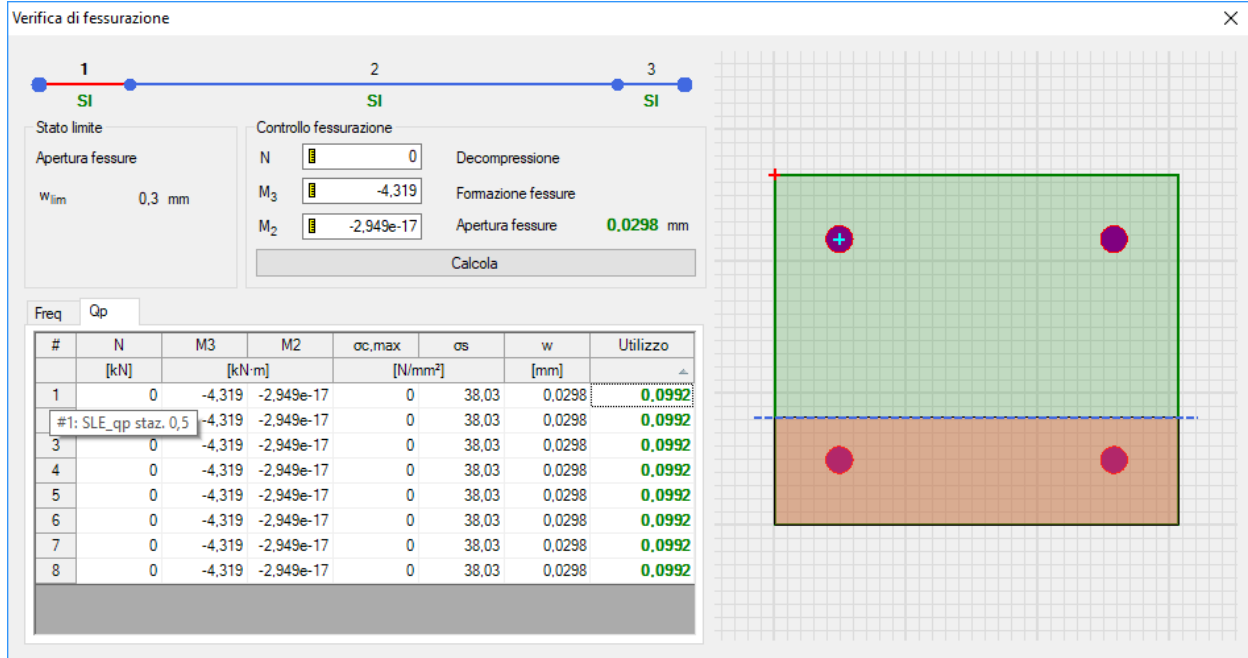 Verifica di fessurazione
1 2 3
SI SI SI
Stato limite
Apertura fessure
wlim 0,3 mm
Controllo fessurazione
N 0 Decompressione
M3 -4,319 Formazione fessure
M2 -2,949e-17 Apertura fessure 0,0298 mm
Calcola
Freq Qp
# N M3 M2 σc,max σs w Utilizzo
[kN] [kN·m] [N/mm²] [mm]
1 0 -4,319 -2,949e-17 0 38,03 0,0298 0,0992
#1: SLE_qp staz. 0,5 -4,319 -2,949e-17 0 38,03 0,0298 0,0992
3 0 -4,319 -2,949e-17 0 38,03 0,0298 0,0992
4 0 -4,319 -2,949e-17 0 38,03 0,0298 0,0992
5 0 -4,319 -2,949e-17 0 38,03 0,0298 0,0992
6 0 -4,319 -2,949e-17 0 38,03 0,0298 0,0992
7 0 -4,319 -2,949e-17 0 38,03 0,0298 0,0992
8 0 -4,319 -2,949e-17 0 38,03 0,0298 0,0992